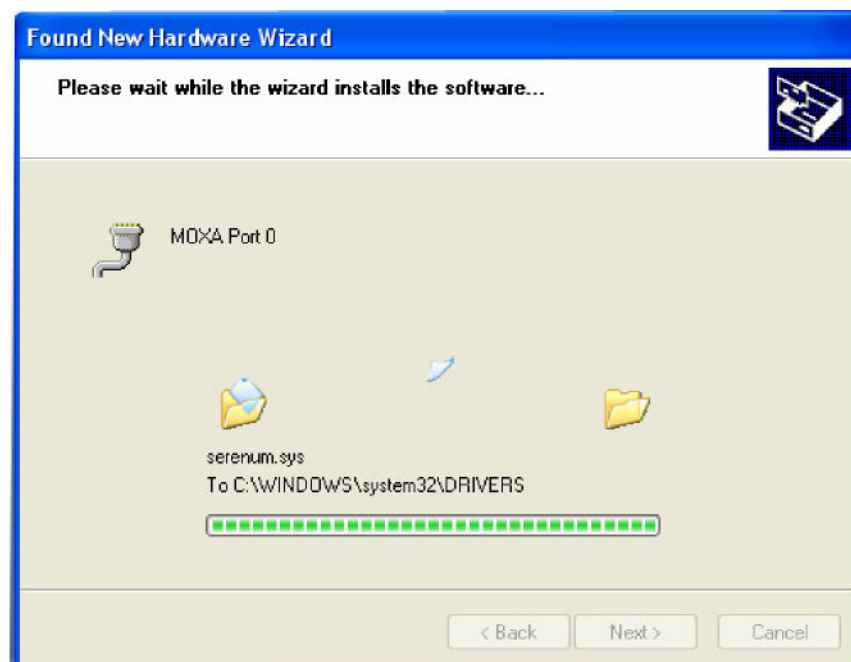 Found New Hardware Wizard
Please wait while the wizard installs the software...
MOXA Port 0
serenum.sys
To C:\WINDOWS\system32\DRIVERS
< Back
Next >
Cancel